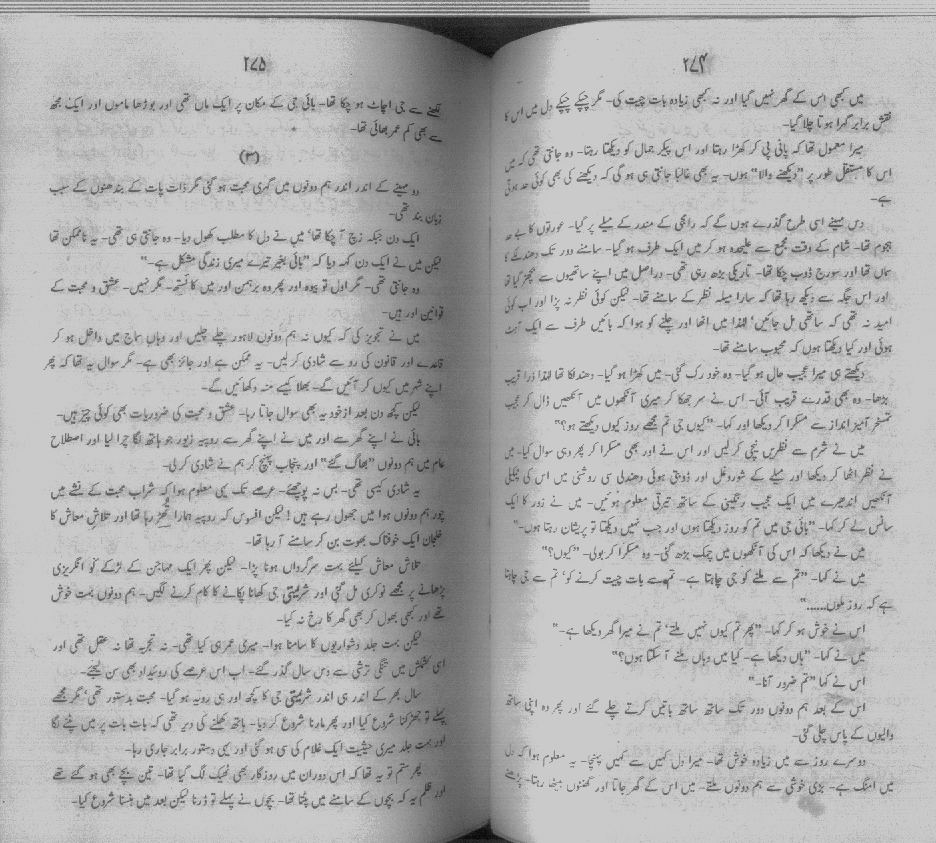 ۲۷۴
میں کبھی اس کے گھر نہیں گیا اور نہ کبھی زیادہ بات چیت کی۔ مگر چپکے چپکے دل میں اس کا
نقش برابر گہرا ہوتا چلا گیا۔
میرا معمول تھا کہ پانی پی کر کھڑا رہتا اور اس پیکر جمال کو دیکتا رہتا۔ وہ جانتی تھی کہ میں
اس کا مستقل طور پر ”دیکھنے والا“ ہوں۔ یہ بھی غالباً جانتی ہی ہو گی کہ دیکھنے کی بھی کوئی حد ہوتی
ہے۔
دس مہینے اسی طرح گذرے ہوں گے کہ رافجی کے مندر کے میلے پر گیا۔ عورتوں کا بے حد
ہجوم تھا۔ شام کے وقت مجمع سے علیحدہ ہو کر میں ایک طرف ہو گیا۔ سامنے دور تک دھندلکے کا
سماں تھا اور سورج ڈوب چکا تھا۔ تاریکی بڑھ رہی تھی۔ دراصل میں اپنے ساتھیوں سے بچھڑ گیا تھا
اور اس جگہ سے دیکھ رہا تھا کہ سارا میلہ نظر کے سامنے تھا۔ لیکن کوئی نظر نہ پڑا اور اب کوئی
امید نہ تھی کہ ساتھی مل جائیں‘ لہٰذا میں اٹھا اور چلنے کو ہوا کہ بائیں طرف سے ایک آہٹ
ہوئی اور کیا دیکتا ہوں کہ محبوب سامنے تھا۔
دیکھتے ہی میرا عجیب حال ہو گیا۔ وہ خود رک گئی۔ میں کھڑا ہو گیا۔ دھندلکا تھا لہٰذا ذرا قریب
بڑھا۔ وہ بھی قدرے قریب آئی۔ اس نے سر جھکا کر میری آنکھوں میں آنکھیں ڈال کر عجیب
تمسخر آمیز انداز سے مسکرا کر دیکھا اور کہا۔ ”کیوں جی تم مجھے روز کیوں دیکھتے ہو؟“
میں نے شرم سے نظریں نیچی کر لیں اور اس نے اور بھی مسکرا کر پھر وہی سوال کیا۔ میں
نے نظر اٹھا کر دیکھا اور میلے کے شوروغل اور ڈوبتی ہوئی دھندلی سی روشنی میں اس کی چمکیلی
آنکھیں اندھیرے میں ایک عجیب رنگینی کے ساتھ تیرتی معلوم ہوئیں۔ میں نے زور کا ایک
سانس لے کر کہا۔ ”بائی جی میں تم کو روز دیکتا ہوں اور جب نہیں دیکتا تو پریشان رہتا ہوں۔“
میں نے دیکھا کہ اس کی آنکھوں میں چمک بڑھ گئی۔ وہ مسکرا کر بولی۔ ”کیوں؟“
میں نے کہا۔ ”تم سے ملنے کو جی چاہتا ہے۔ تم سے بات چیت کرنے کو‘ تم سے جی چاہتا
ہے کہ روز ملوں......“
اس نے خوش ہو کر کہا۔ ”پھر تم کیوں نہیں ملتے‘ تم نے میرا گھر دیکھا ہے۔“
میں نے کہا۔ ”ہاں دیکھا ہے۔ کیا میں وہاں ملنے آ سکتا ہوں؟“
اس نے کہا ”تم ضرور آنا۔“
اس کے بعد ہم دونوں دور تک ساتھ ساتھ باتیں کرتے چلے گئے اور پھر وہ اپنی ساتھ
والیوں کے پاس چلی گئی۔
دوسرے روز سے میں زیادہ خوش تھا۔ میرا دل کہیں سے کہیں پہنچا۔ یہ معلوم ہوا کہ دل
میں امنگ ہے۔ بڑی خوشی سے ہم دونوں ملتے۔ میں اس کے گھر جاتا اور گھنٹوں بیٹھا رہتا۔ پڑھنے
۲۷۵
لکھنے سے جی اچاٹ ہو چکا تھا۔ بائی جی کے مکان پر ایک ماں تھی اور بوڑھا ماموں اور ایک مجھ
سے بھی کم عمر بھائی تھا۔
(۳)
دو مہینے کے اندر اندر ہم دونوں میں گہری محبت ہو گئی مگر ذات پات کے بندھنوں کے سبب
زبان بند تھی۔
ایک دن جبکہ زچ آ چکا تھا‘ میں نے دل کا مطلب کھول دیا۔ وہ جانتی ہی تھی۔ یہ ناممکن تھا
لیکن میں نے ایک دن کہہ دیا کہ ”بائی بغیر تیرے میری زندگی مشکل ہے۔“
وہ جانتی تھی۔ مگر اول تو بیوہ اور پھر وہ برہمن اور میں کائستھ۔ مگر نہیں۔ عشق و محبت کے
قوانین اور ہیں۔
میں نے تجویز کی کہ کیوں نہ ہم دونوں لاہور چلے چلیں اور وہاں سماج میں داخل ہو کر
قاعدے اور قانون کی رو سے شادی کر لیں۔ یہ ممکن ہے اور جائز بھی ہے۔ مگر سوال یہ تھا کہ پھر
اپنے شہر میں کیوں کر آئیں گے۔ بھلا کیسے منہ دکھائیں گے۔
لیکن کچھ دن بعد از خود یہ بھی سوال جاتا رہا۔ عشق و محبت کی ضروریات بھی کوئی چیز ہیں۔
بائی نے اپنے گھر سے اور میں نے اپنے گھر سے روپیہ زیور جو ہاتھ لگا چرا لیا اور اصطلاح
عام میں ہم دونوں ”بھاگ گئے“ اور پنجاب پہنچ کر ہم نے شادی کر لی۔
یہ شادی کیسی تھی۔ بس نہ پوچھئے۔ عرصے تک یہی معلوم ہوا کہ شراب محبت کے نشے میں
چور ہم دونوں ہوا میں جھول رہے ہیں! لیکن افسوس کہ روپیہ ہمارا گھٹ رہا تھا اور تلاش معاش کا
خلجان ایک خوفناک بھوت بن کر سامنے آ رہا تھا۔
تلاش معاش کیلئے بہت سرگرداں ہونا پڑا۔ لیکن پھر ایک مہاجن کے لڑکے کو انگریزی
پڑھانے پر مجھے نوکری مل گئی اور شریمتی جی کھانا پکانے کا کام کرنے لگیں۔ ہم دونوں بہت خوش
تھے اور کبھی بھول کر بھی گھر کا رخ نہ کیا۔
لیکن بہت جلد دشواریوں کا سامنا ہوا۔ میری عمر ہی کیا تھی۔ نہ تجربہ تھا نہ عقل تھی اور
اسی کشمکش میں تنگی ترشی سے دس سال گذر گئے۔ اب اس عرصے کی روئیداد بھی سن لیجئے۔
سال بھر کے اندر ہی اندر شریمتی جی کا کچھ اور ہی رویہ ہو گیا۔ محبت بدستور تھی‘ مگر مجھے
پہلے تو جھڑکنا شروع کیا اور پھر مارنا شروع کر دیا۔ ہاتھ کھلنے کی دیر تھی کہ بات بات پر میں پٹنے لگا
اور بہت جلد میری حیثیت ایک غلام کی سی ہو گئی اور یہی دستور برابر جاری رہا۔
پھر ستم تو یہ تھا کہ اس دوران میں روزگار بھی ٹھیک لگ گیا تھا۔ تین بچے بھی ہو گئے تھے
اور ظلم یہ کہ بچوں کے سامنے میں پٹتا تھا۔ بچوں نے پہلے تو ڈرنا لیکن بعد میں ہنسنا شروع کیا۔